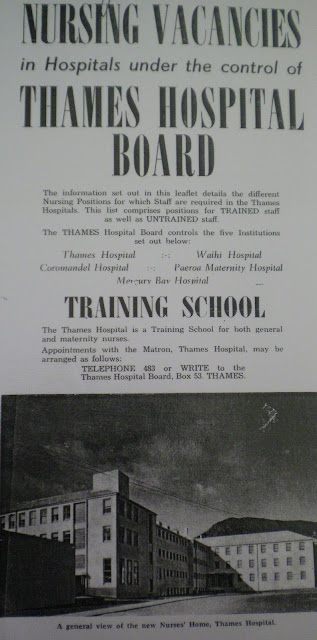 NURSING VACANCIES
in Hospitals under the control of
THAMES HOSPITAL
BOARD
The information set out in this leaflet details the different
Nursing Positions for which Staff are required in the Thames
Hospitals. This list comprises positions for TRAINED staff
as well as UNTRAINED staff.
The THAMES Hospital Board controls the five Institutions
set out below:
Thames Hospital -:- Waihi Hospital
Coromandel Hospital -:- Paeroa Maternity Hospital
Mercury Bay Hospital
TRAINING SCHOOL
The Thames Hospital is a Training School for both general
and maternity nurses.
Appointments with the Matron, Thames Hospital, may be
arranged as follows:
TELEPHONE 483 or WRITE to the
Thames Hospital Board, Box 53. THAMES.
A general view of the new Nurses' Home, Thames Hospital.